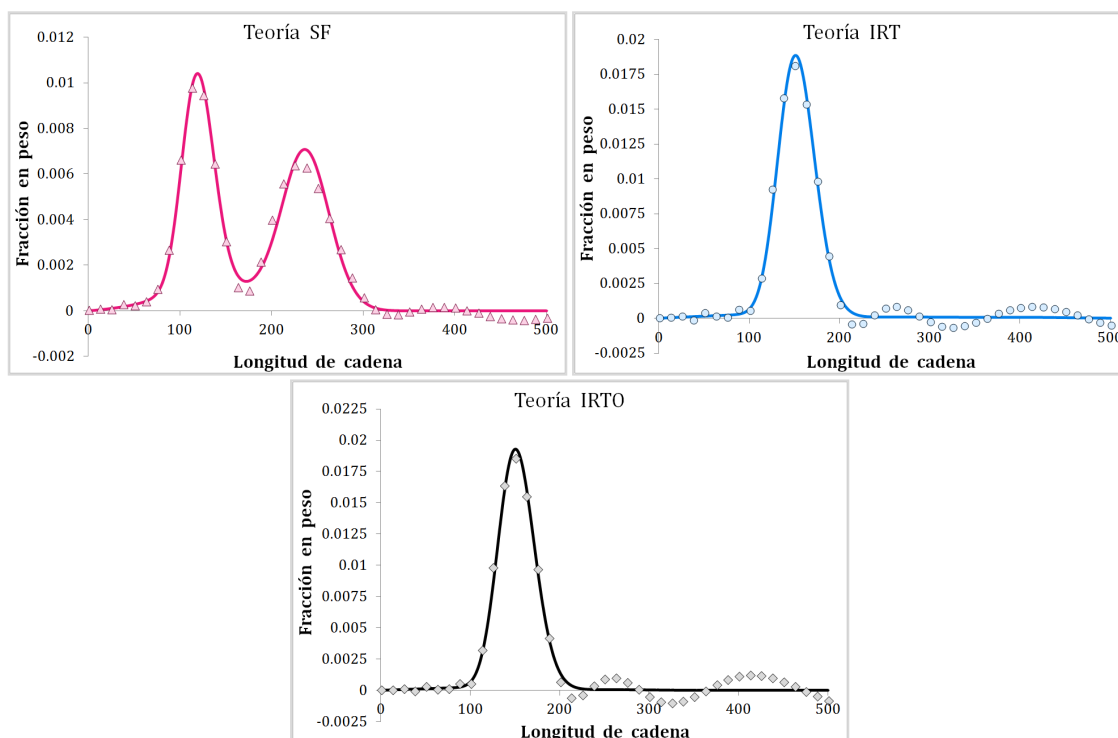 Teoría SF
0.012
0.01
0.008
0.006
0.004
0.002
0
-0.002
0 100 200 300 400 500
Fracción en peso
Longitud de cadena
Teoría IRT
0.02
0.0175
0.015
0.0125
0.01
0.0075
0.005
0.0025
0
-0.0025
0 100 200 300 400 500
Fracción en peso
Longitud de cadena
Teoría IRTO
0.0225
0.02
0.0175
0.015
0.0125
0.01
0.0075
0.005
0.0025
0
-0.0025
0 100 200 300 400 500
Fracción en peso
Longitud de cadena